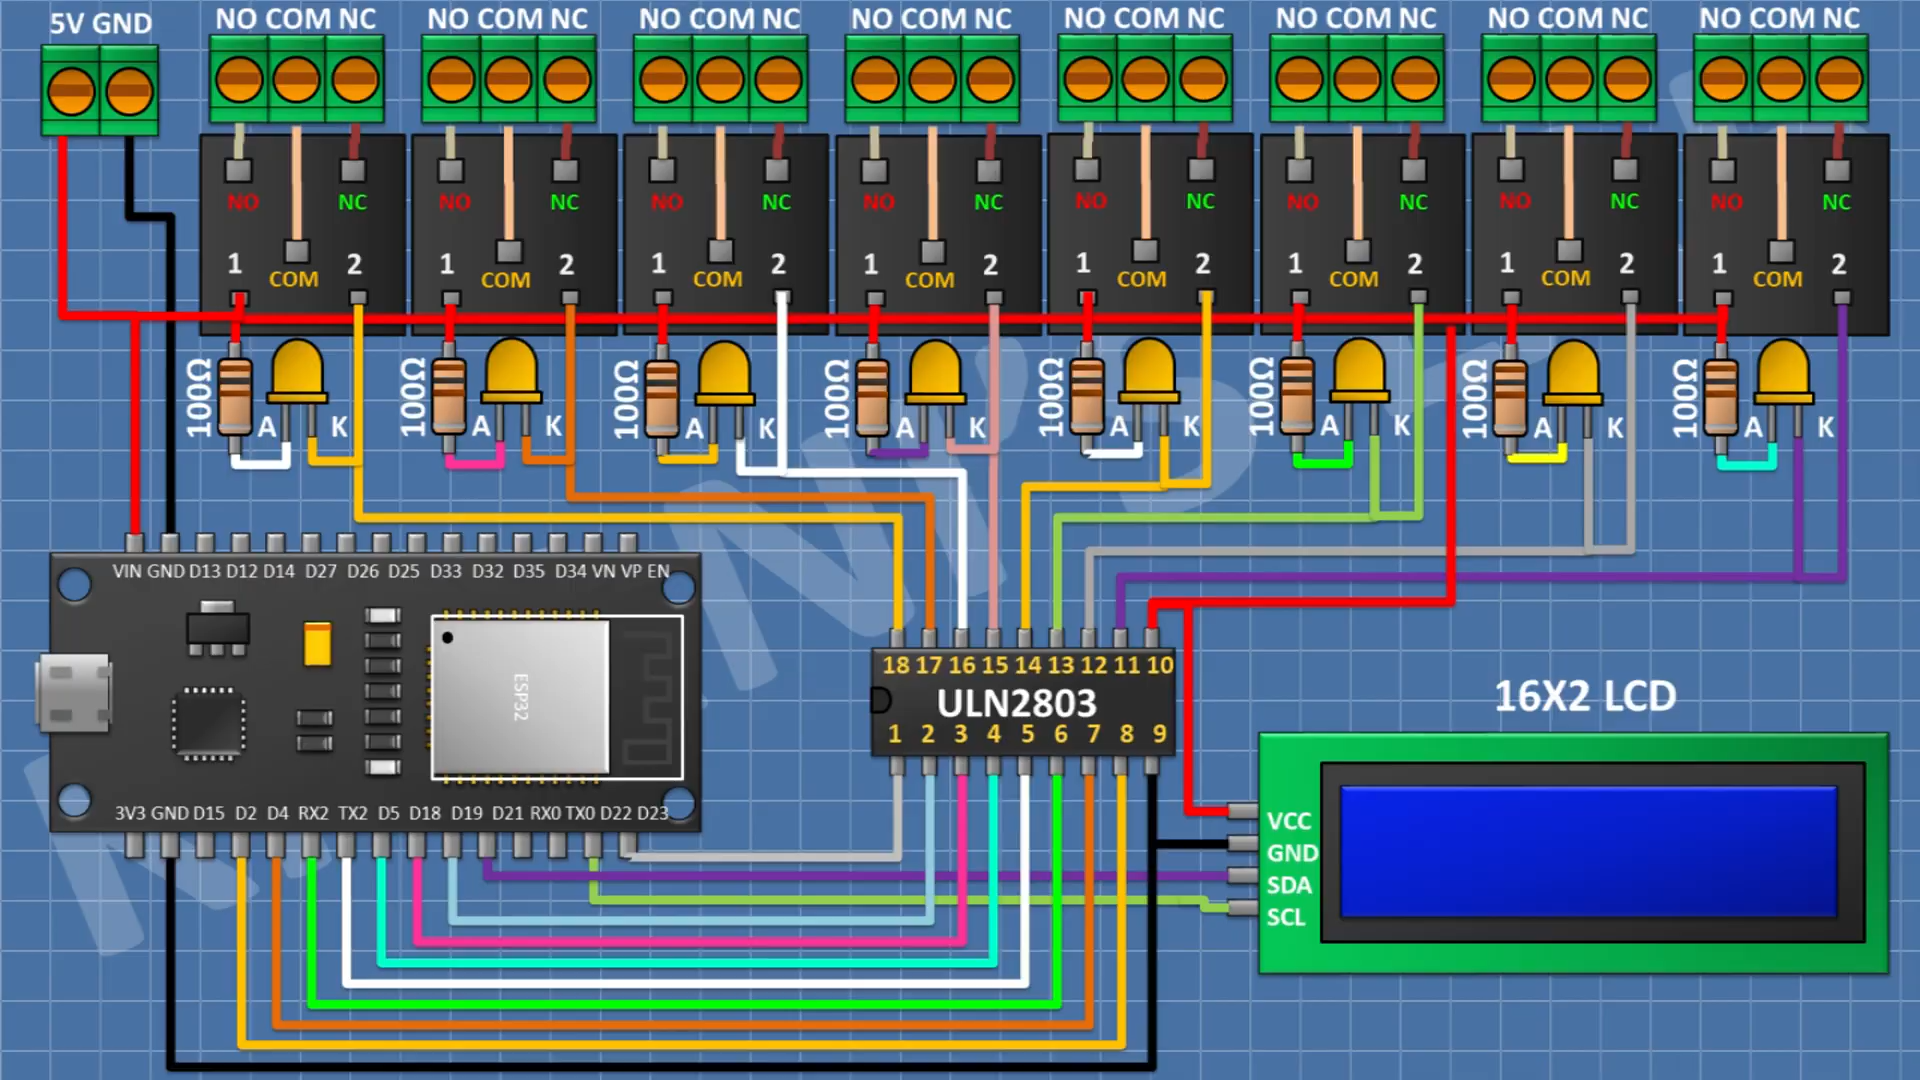 5V GND NO COM NC NO COM NC NO COM NC NO COM NC NO COM NC NO COM NC NO COM NC NO COM NC
NO NC NO NC NO NC NO NC NO NC NO NC NO NC NO NC
1 COM 2 1 COM 2 1 COM 2 1 COM 2 1 COM 2 1 COM 2 1 COM 2 1 COM 2
100Ω A K 100Ω A K 100Ω A K 100Ω A K 100Ω A K 100Ω A K 100Ω A K 100Ω A K
VIN GND D13 D12 D14 D27 D26 D25 D33 D32 D35 D34 VN VP EN
ESP32
3V3 GND D15 D2 D4 RX2 TX2 D5 D18 D19 D21 RX0 TX0 D22 D23
18 17 16 15 14 13 12 11 10
ULN2803
1 2 3 4 5 6 7 8 9
16X2 LCD
VCC
GND
SDA
SCL